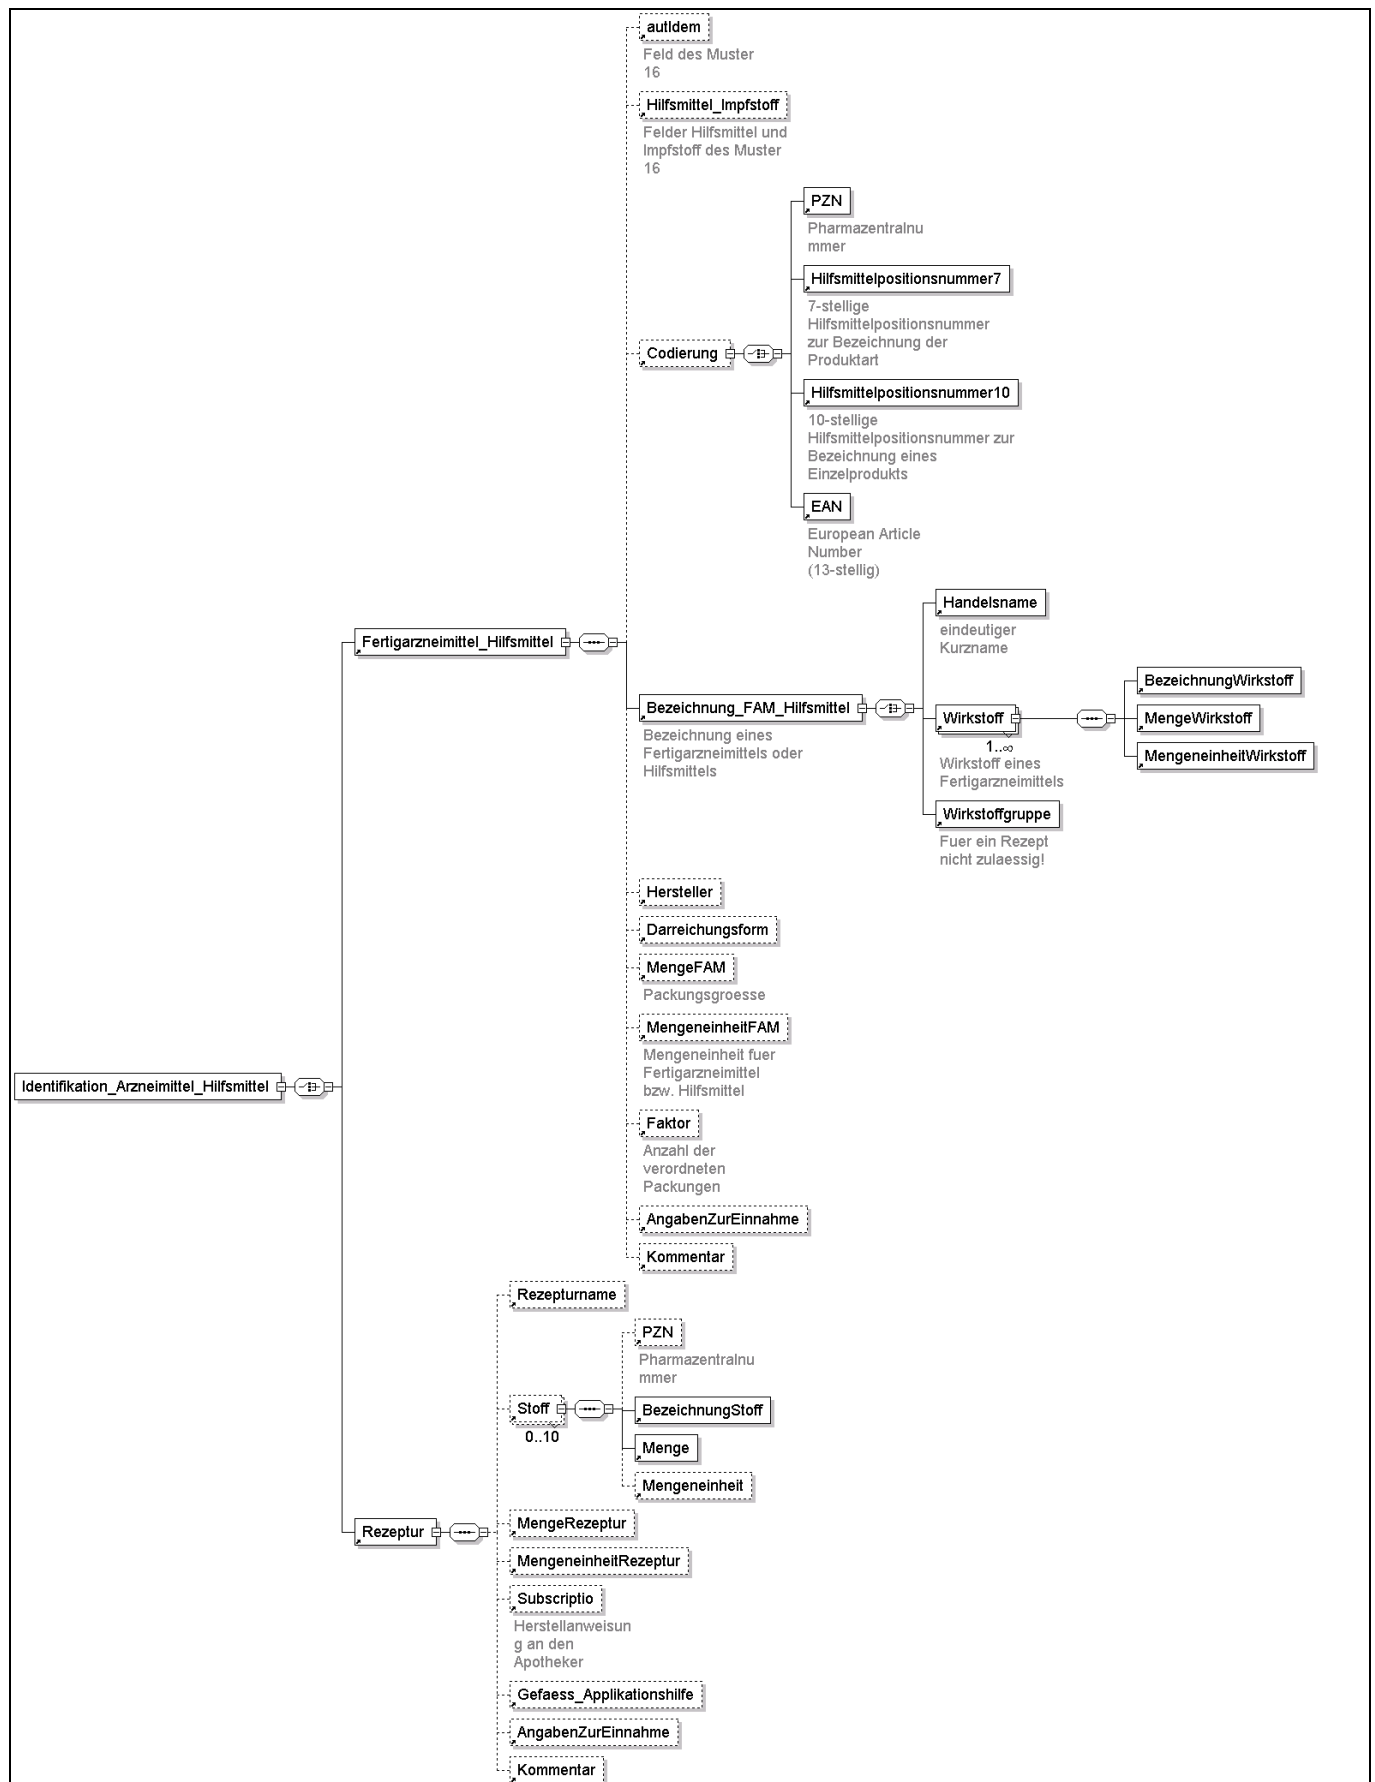 autIdem
Feld des Muster
16
Hilfsmittel_Impfstoff
Felder Hilfsmittel und
Impfstoff des Muster
16
PZN
Pharmazentralnu
mmer
Hilfsmittelpositionsnummer7
7-stellige
Hilfsmittelpositionsnummer
zur Bezeichnung der
Produktart
Codierung
Hilfsmittelpositionsnummer10
10-stellige
Hilfsmittelpositionsnummer zur
Bezeichnung eines
Einzelprodukts
EAN
European Article
Number
(13-stellig)
Fertigarzneimittel_Hilfsmittel
Handelsname
eindeutiger
Kurzname
Bezeichnung_FAM_Hilfsmittel
Bezeichnung eines
Fertigarzneimittels oder
Hilfsmittels
Wirkstoff
1..∞
Wirkstoff eines
Fertigarzneimittels
BezeichnungWirkstoff
MengeWirkstoff
MengeneinheitWirkstoff
Wirkstoffgruppe
Fuer ein Rezept
nicht zulaessig!
Hersteller
Darreichungsform
MengeFAM
Packungsgroesse
MengeneinheitFAM
Mengeneinheit fuer
Fertigarzneimittel
bzw. Hilfsmittel
Identifikation_Arzneimittel_Hilfsmittel
Faktor
Anzahl der
verordneten
Packungen
AngabenZurEinnahme
Kommentar
Rezepturname
PZN
Pharmazentralnu
mmer
Stoff
0..10
BezeichnungStoff
Menge
Mengeneinheit
Rezeptur
MengeRezeptur
MengeneinheitRezeptur
Subscriptio
Herstellanweisun
g an den
Apotheker
Gefaess_Applikationshilfe
AngabenZurEinnahme
Kommentar